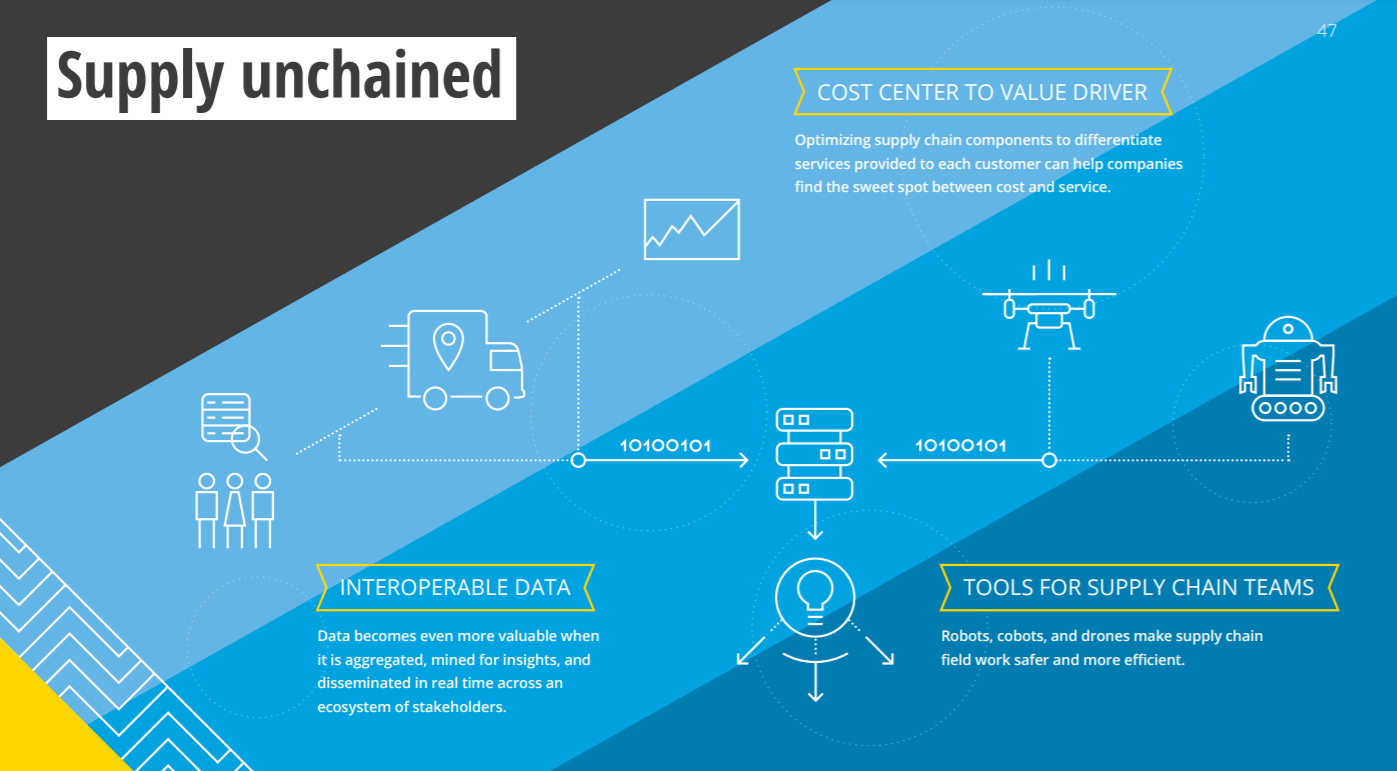 47
Supply unchained
COST CENTER TO VALUE DRIVER
Optimizing supply chain components to differentiate
services provided to each customer can help companies
find the sweet spot between cost and service.
10100101
10100101
INTEROPERABLE DATA
Data becomes even more valuable when
it is aggregated, mined for insights, and
disseminated in real time across an
ecosystem of stakeholders.
TOOLS FOR SUPPLY CHAIN TEAMS
Robots, cobots, and drones make supply chain
field work safer and more efficient.